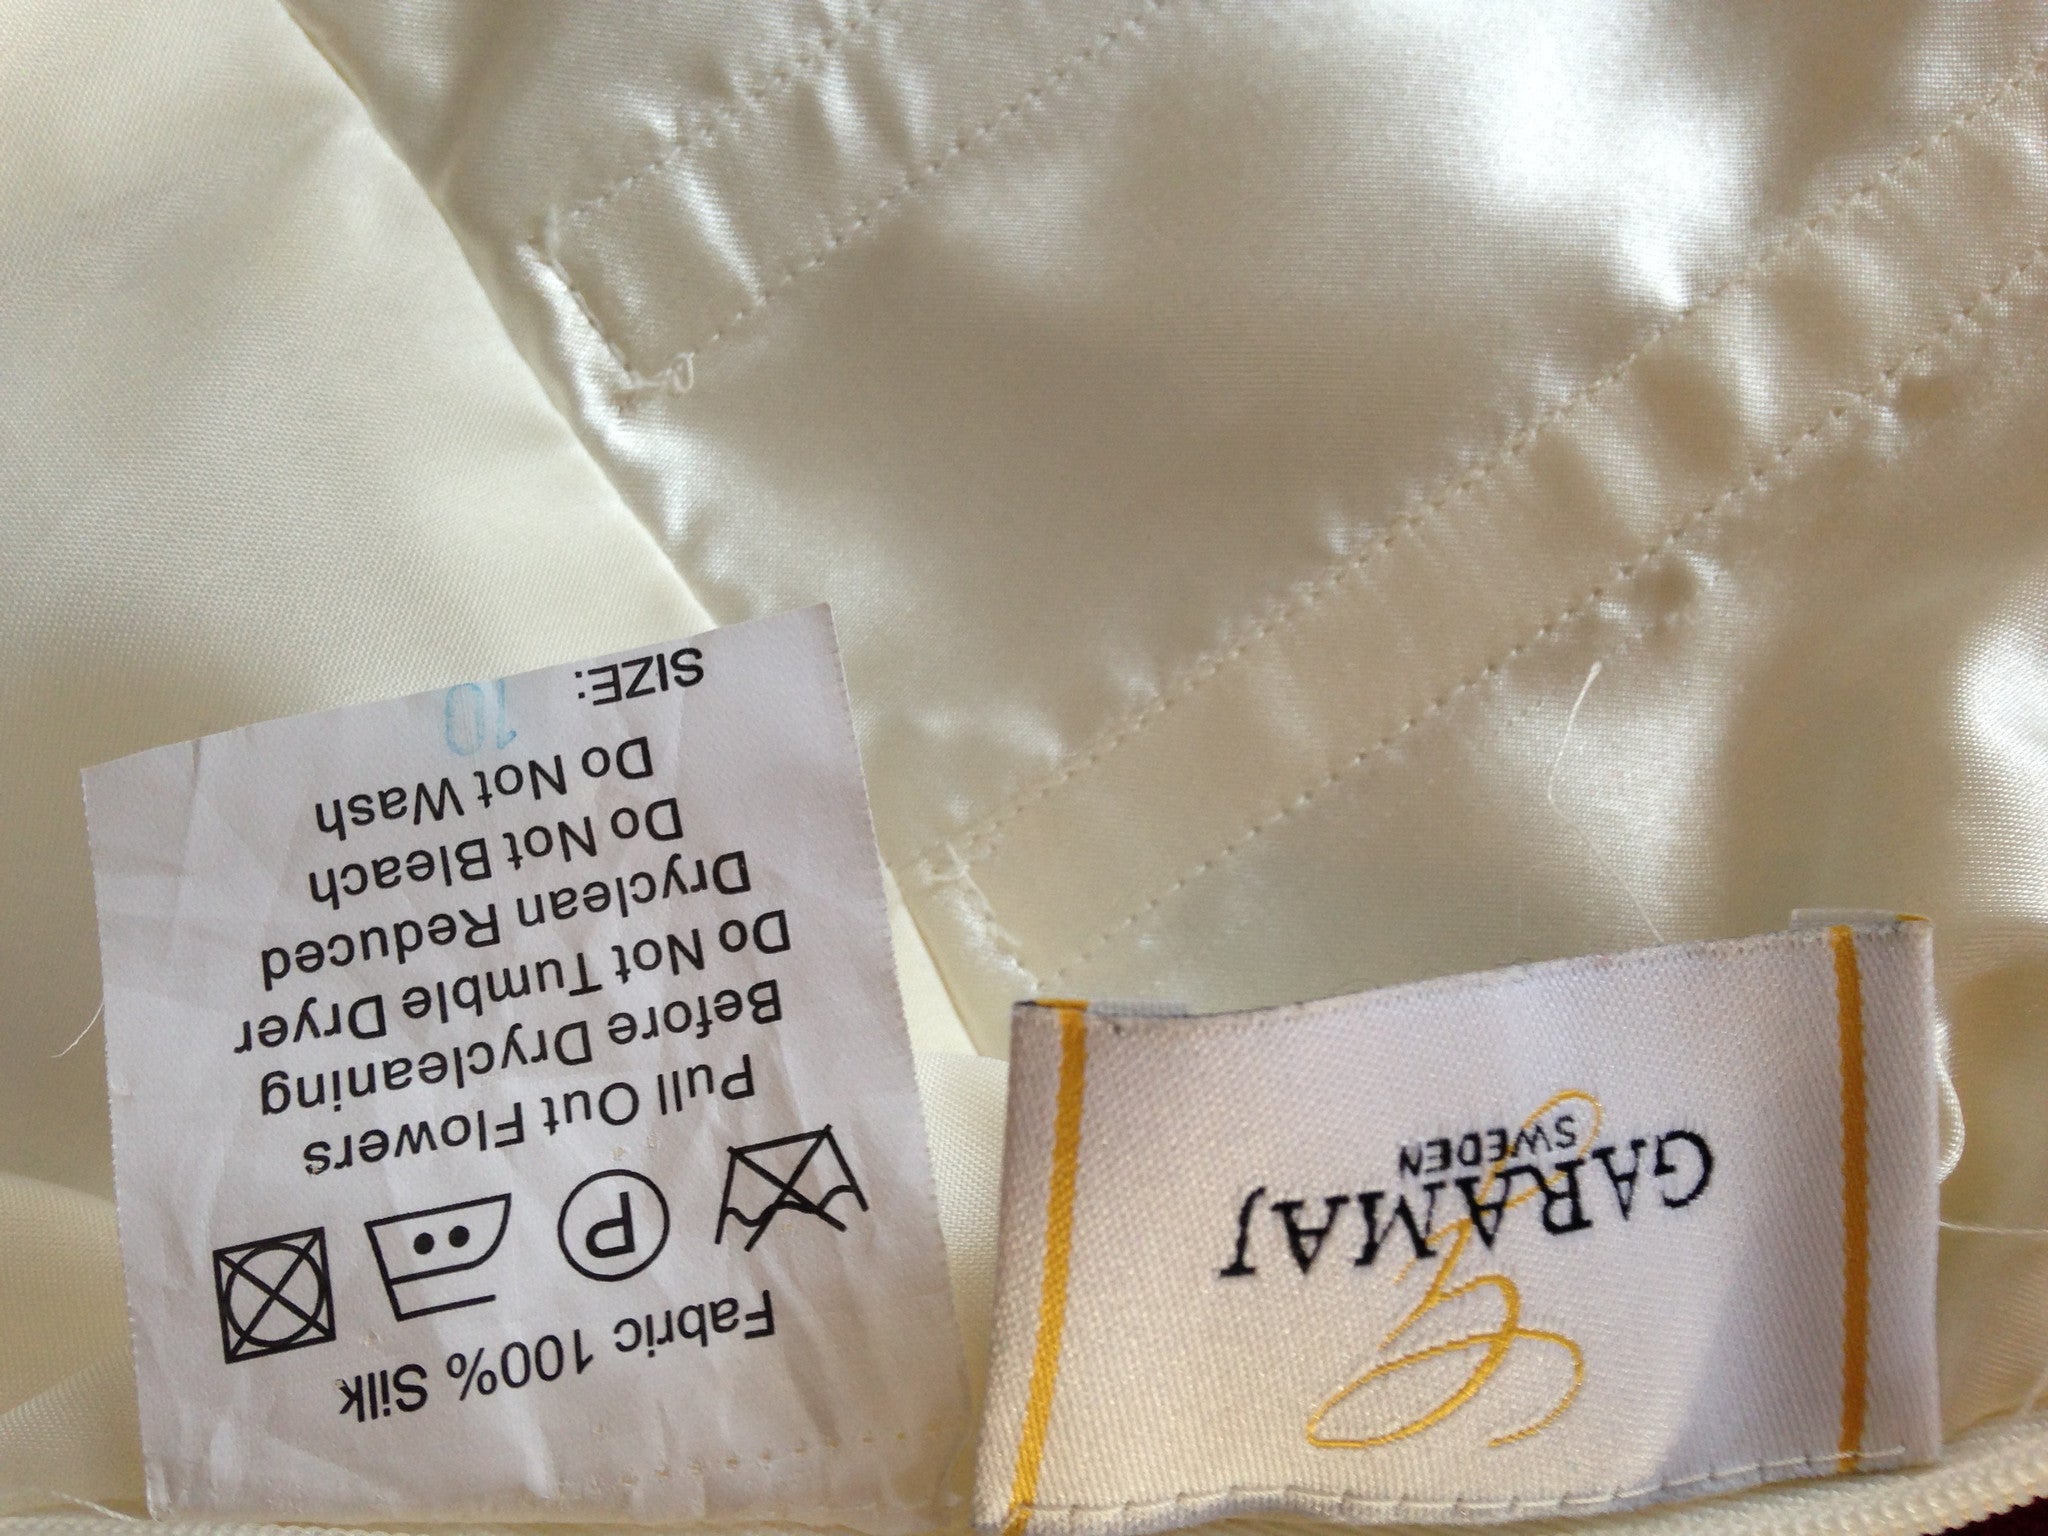 Fabric 100% Silk
P
Pull Out Flowers
Before Drycleaning
Do Not Tumble Dryer
Dryclean Reduced
Do Not Bleach
Do Not Wash
SIZE: 10
GARAMAJ
SWEDEN